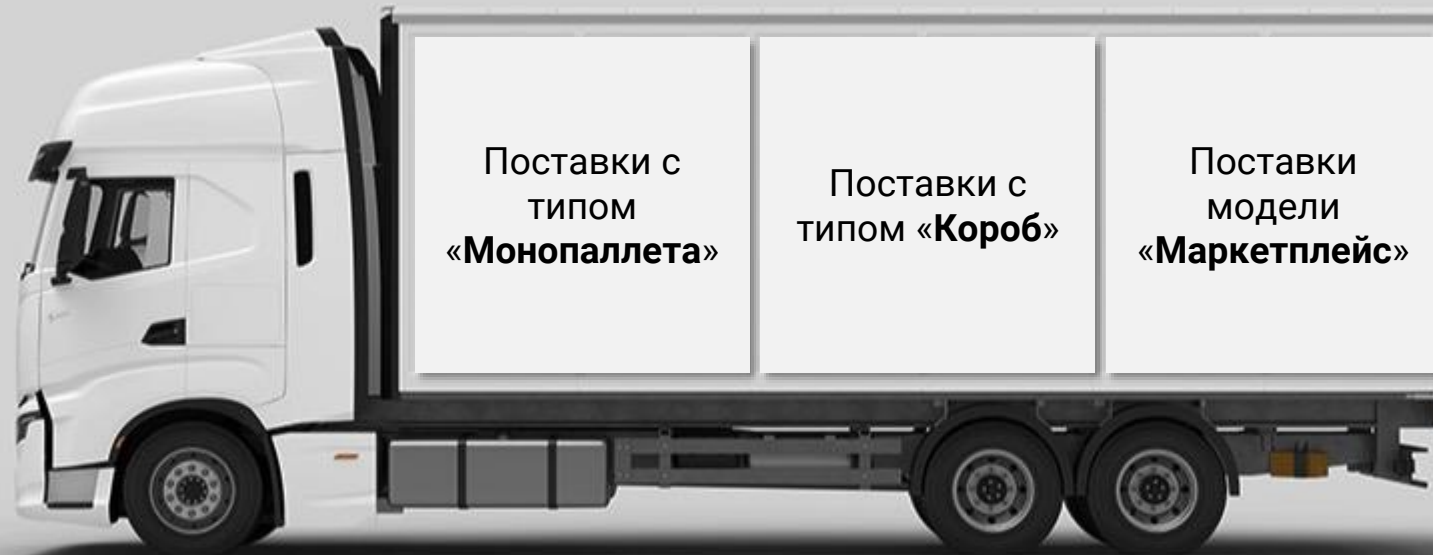 Поставки с
типом
«Монопаллета»
Поставки с
типом «Короб»
Поставки
модели
«Маркетплейс»